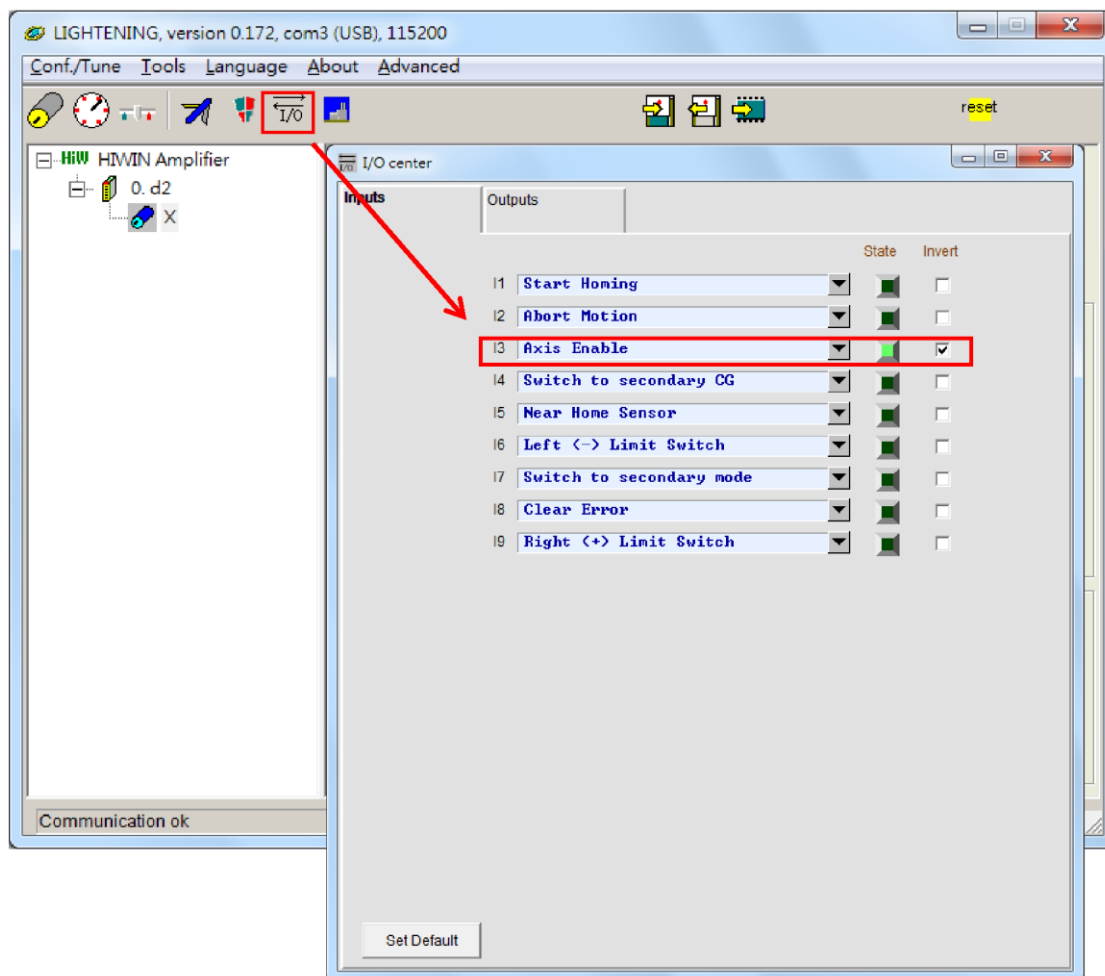 LIGHTENING, version 0.172, com3 (USB), 115200
Conf./Tune Tools Language About Advanced
I/O
reset
HiW HIWIN Amplifier
0. d2
X
I/O center
Inputs
Outputs
State Invert
I1 Start Homing
I2 Abort Motion
I3 Axis Enable
I4 Switch to secondary CG
I5 Near Home Sensor
I6 Left (-) Limit Switch
I7 Switch to secondary mode
I8 Clear Error
I9 Right (+) Limit Switch
Communication ok
Set Default